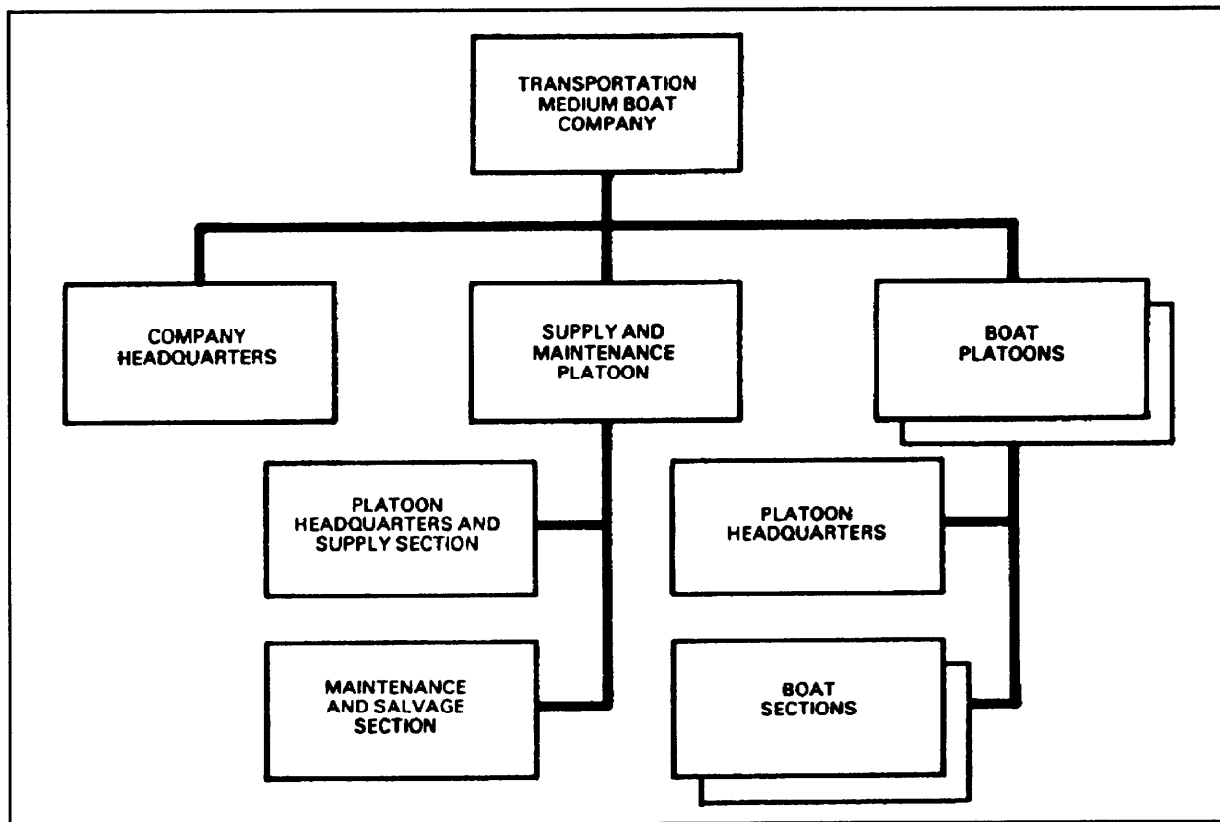 TRANSPORTATION
MEDIUM BOAT
COMPANY
COMPANY
HEADQUARTERS
SUPPLY AND
MAINTENANCE
PLATOON
BOAT
PLATOONS
PLATOON
HEADQUARTERS AND
SUPPLY SECTION
PLATOON
HEADQUARTERS
MAINTENANCE
AND SALVAGE
SECTION
BOAT
SECTIONS